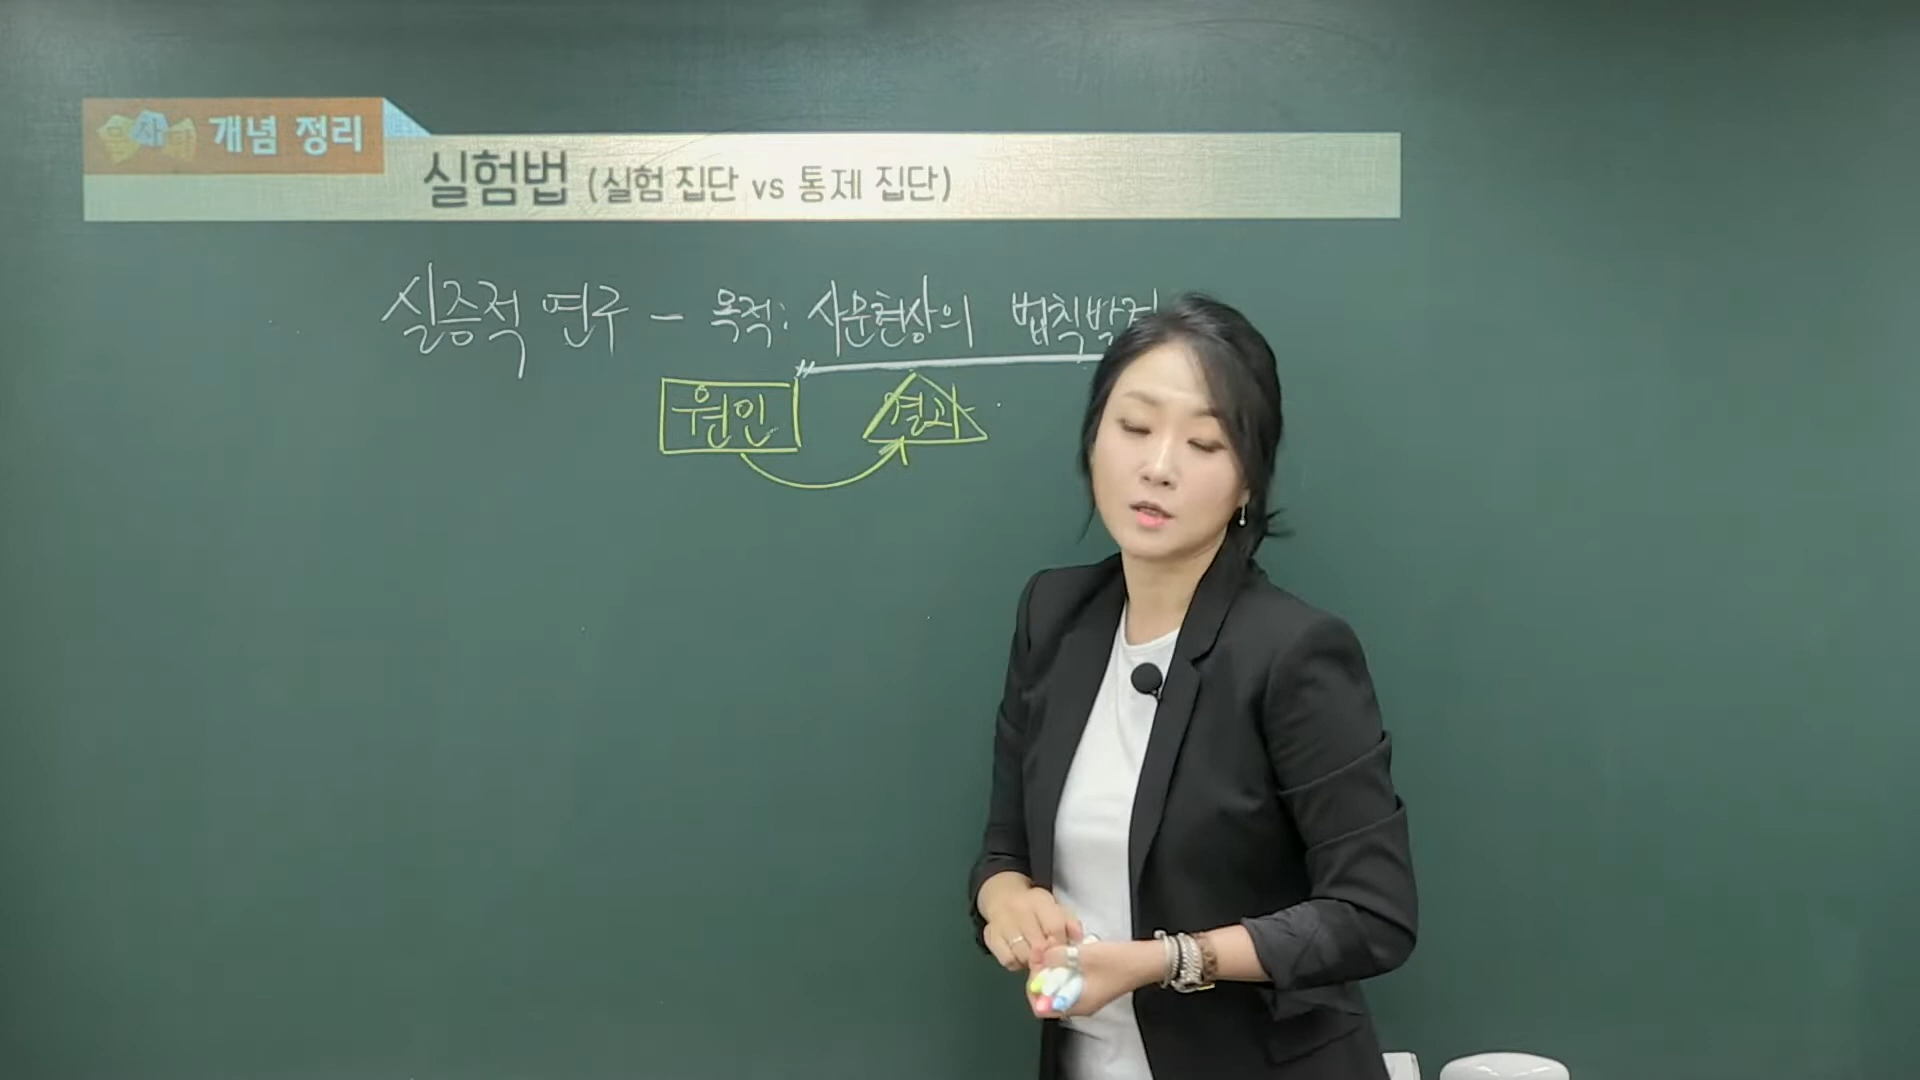 개념 정리
실험법 (실험 집단 vs 통제 집단)
실증적 연구 - 목적: 사문현상의 법칙발견
원인 결과